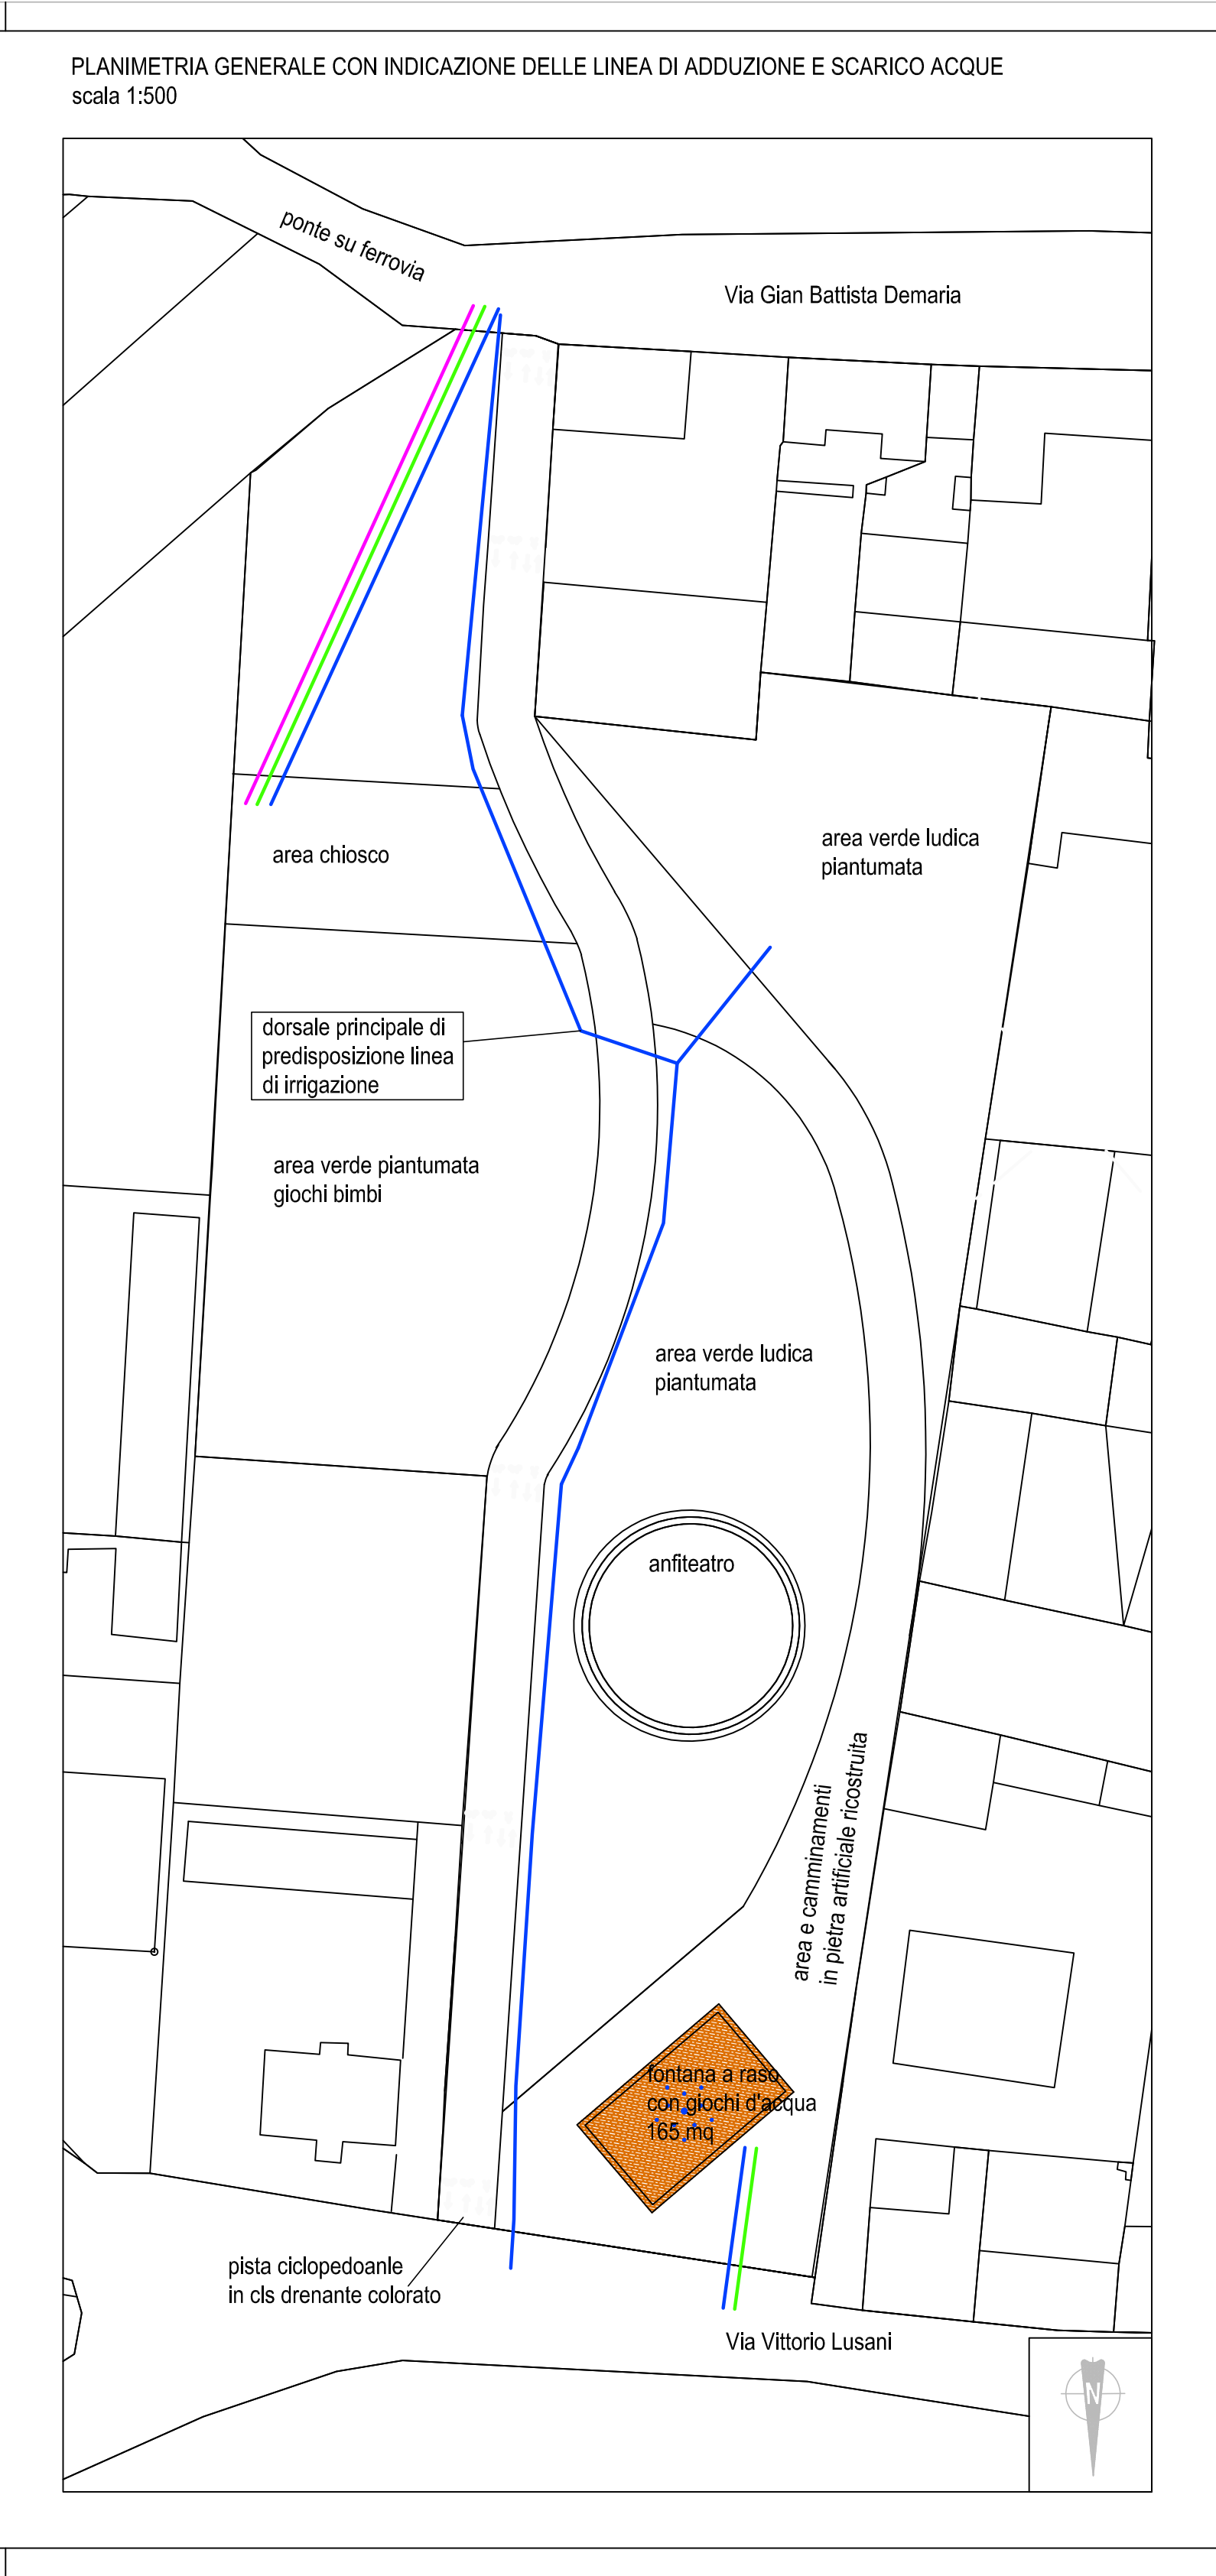 PLANIMETRIA GENERALE CON INDICAZIONE DELLE LINEA DI ADDUZIONE E SCARICO ACQUE
scala 1:500
ponte su ferrovia
Via Gian Battista Demaria
area verde ludica
piantumata
area chiosco
dorsale principale di
predisposizione linea
di irrigazione
area verde piantumata
giochi bimbi
area verde ludica
piantumata
anfiteatro
area e camminamenti
in pietra artificiale ricostruita
fontana a raso
con giochi d'acqua
165 mq
pista ciclopedoanle
in cls drenante colorato
Via Vittorio Lusani
N